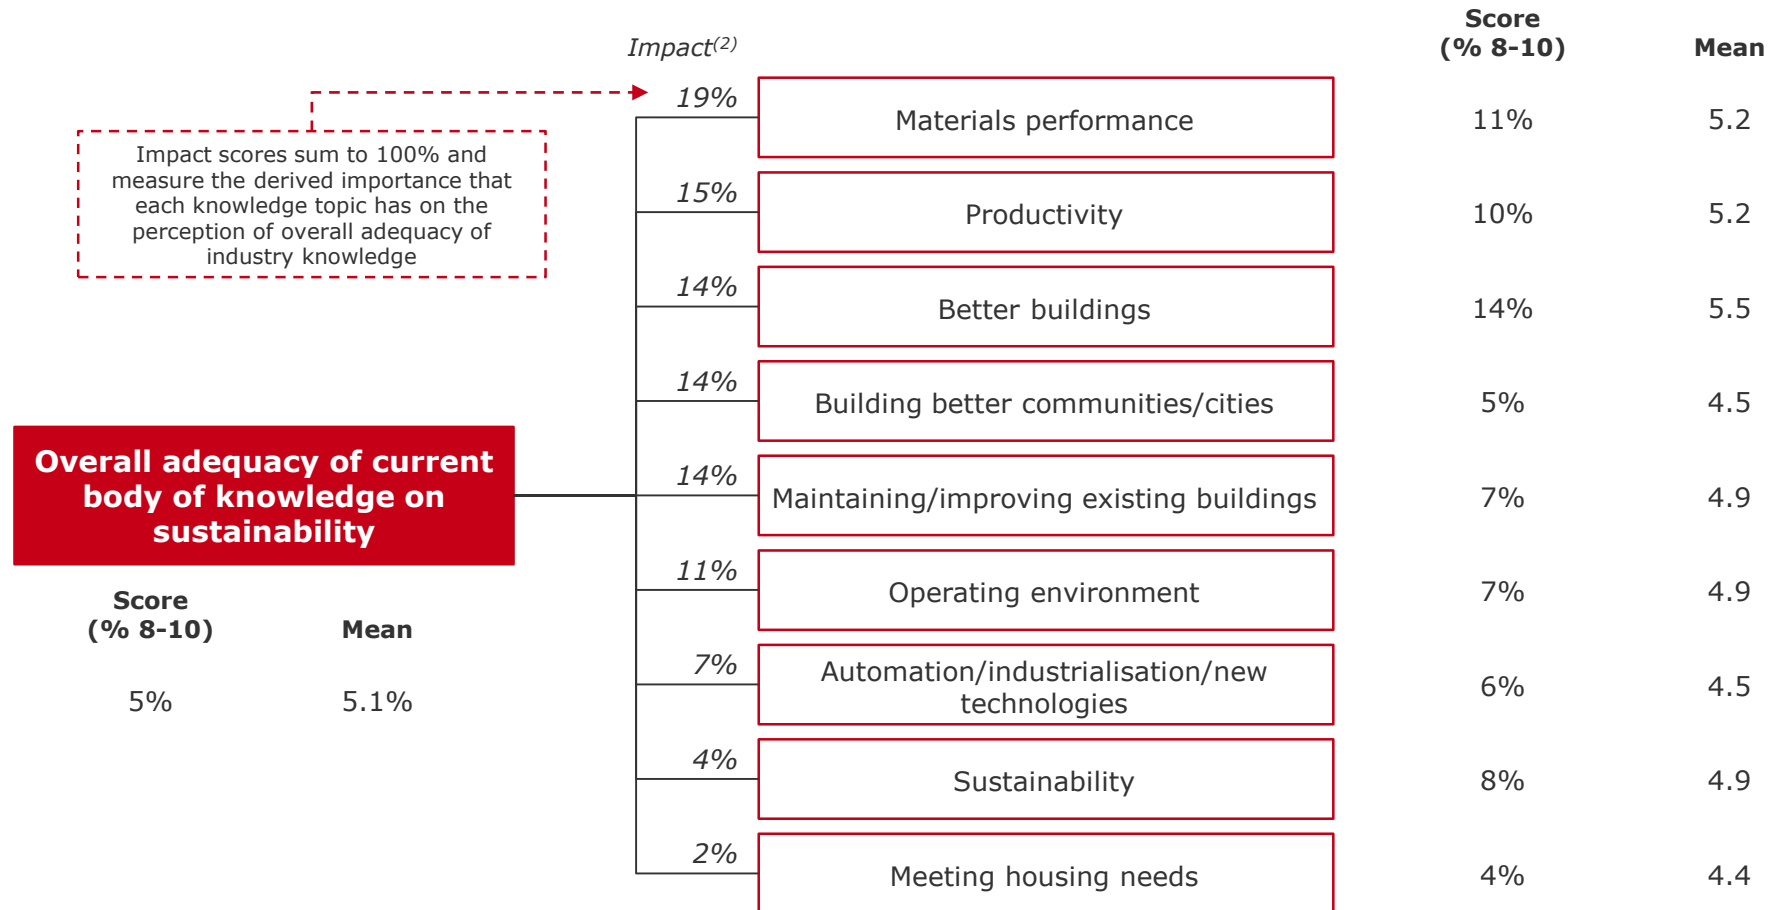 Impact(2)
Score
(% 8-10)
Mean
19%
Materials performance
11%
5.2
Impact scores sum to 100% and
measure the derived importance that
each knowledge topic has on the
perception of overall adequacy of
industry knowledge
15%
Productivity
10%
5.2
14%
Better buildings
14%
5.5
14%
Building better communities/cities
5%
4.5
Overall adequacy of current
body of knowledge on
sustainability
14%
Maintaining/improving existing buildings
7%
4.9
11%
Operating environment
7%
4.9
Score
(% 8-10)
Mean
5%
5.1%
7%
Automation/industrialisation/new
technologies
6%
4.5
4%
Sustainability
8%
4.9
2%
Meeting housing needs
4%
4.4